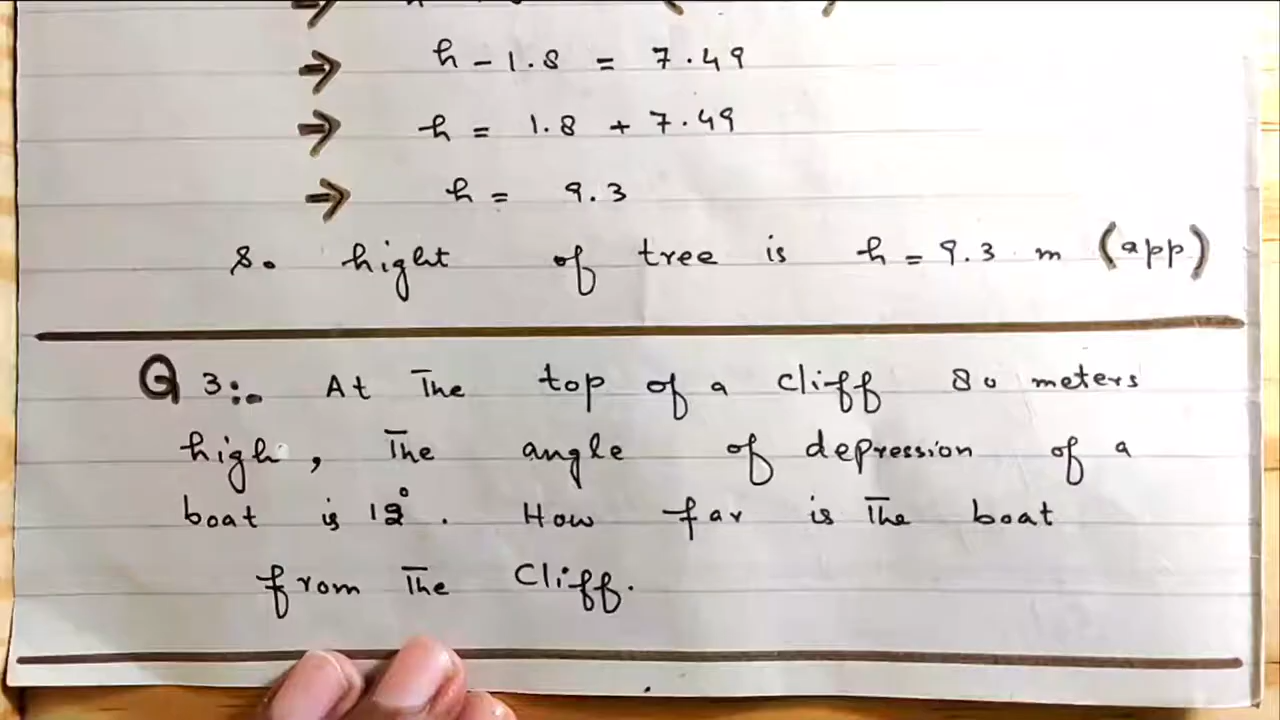 ⇒ h - 1.8 = 7.49
⇒ h = 1.8 + 7.49
⇒ h = 9.3
So hight of tree is h = 9.3 m (app)
Q 3:- At The top of a cliff 80 meters
high, The angle of depression of a
boat is 12°. How far is The boat
from The Cliff.